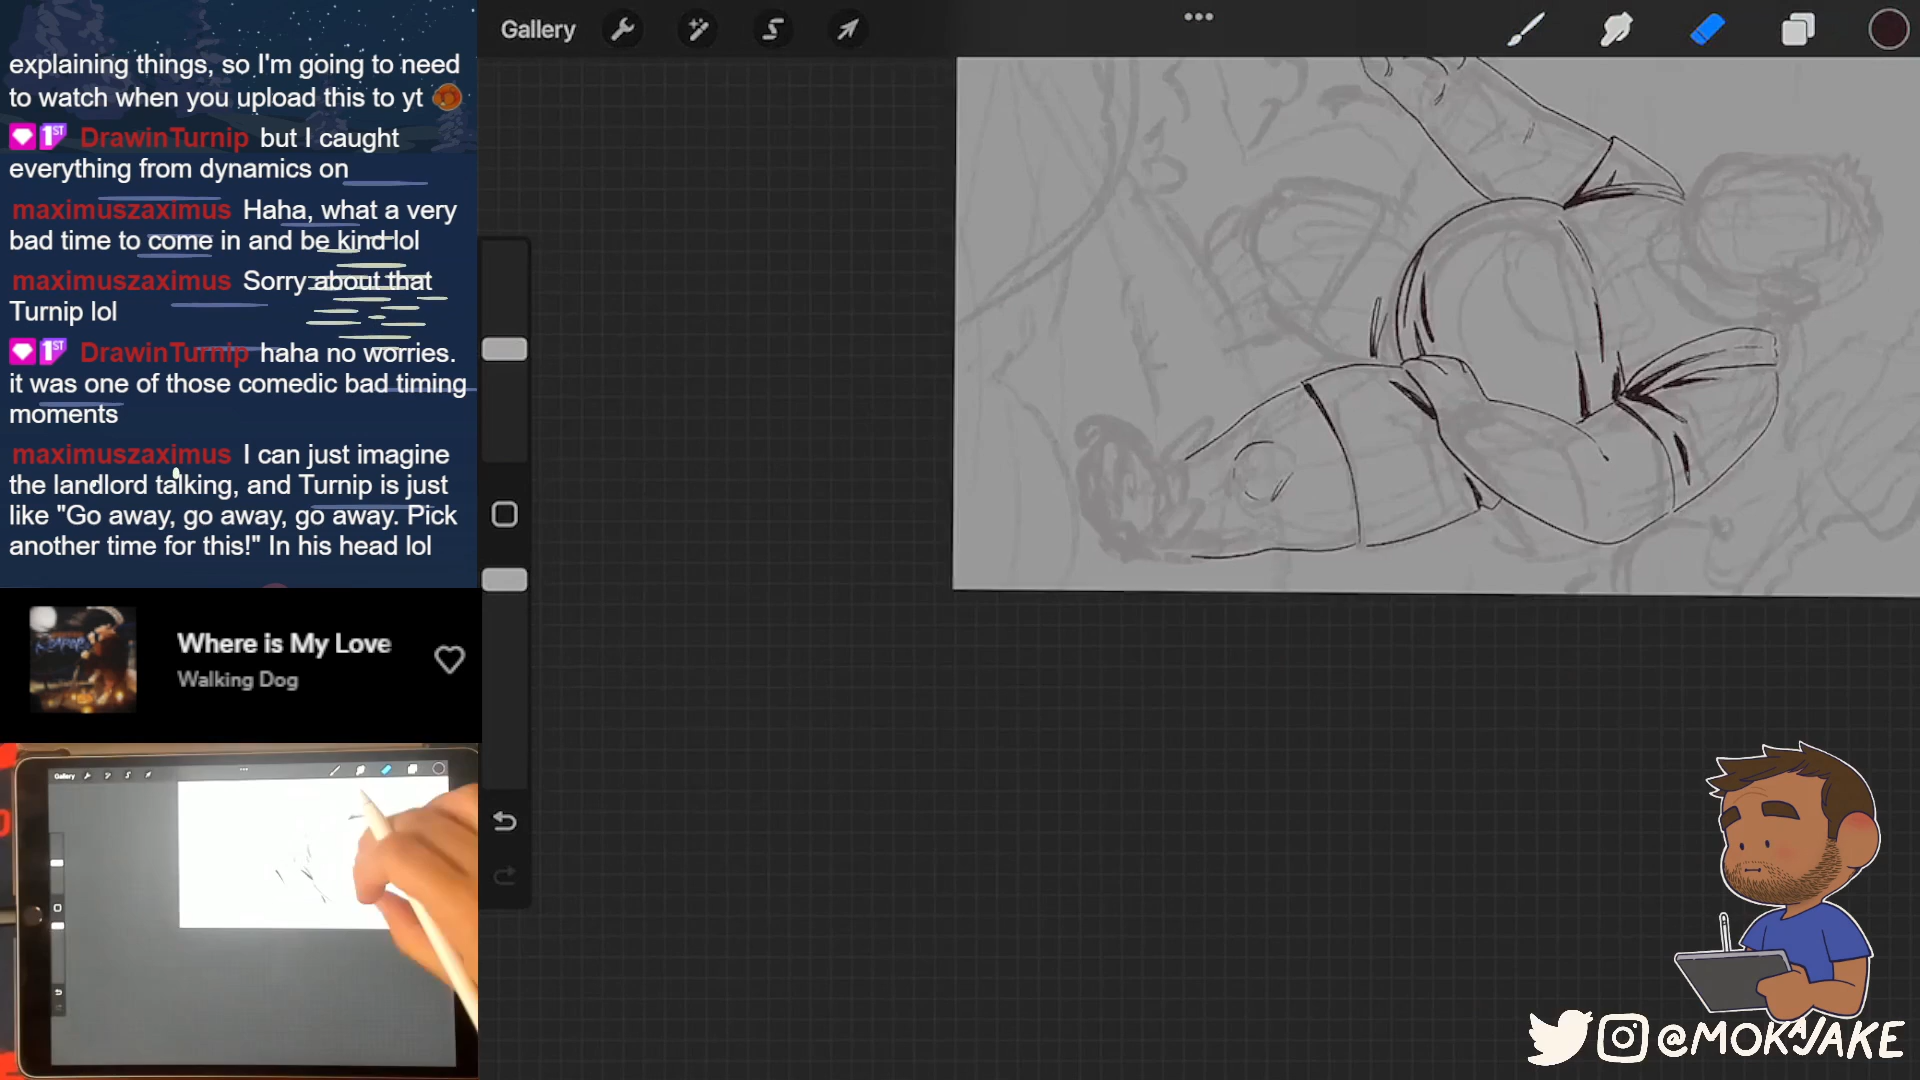 explaining things, so I'm going to need
to watch when you upload this to yt
1ST DrawinTurnip but I caught
everything from dynamics on
maximuszaximus Haha, what a very
bad time to come in and be kind lol
maximuszaximus Sorry about that
Turnip lol
1ST DrawinTurnip haha no worries.
it was one of those comedic bad timing
moments
maximuszaximus I can just imagine
the landlord talking, and Turnip is just
like "Go away, go away, go away. Pick
another time for this!" In his head lol
Where is My Love
Walking Dog
Gallery
Gallery
@MOKAJAKE